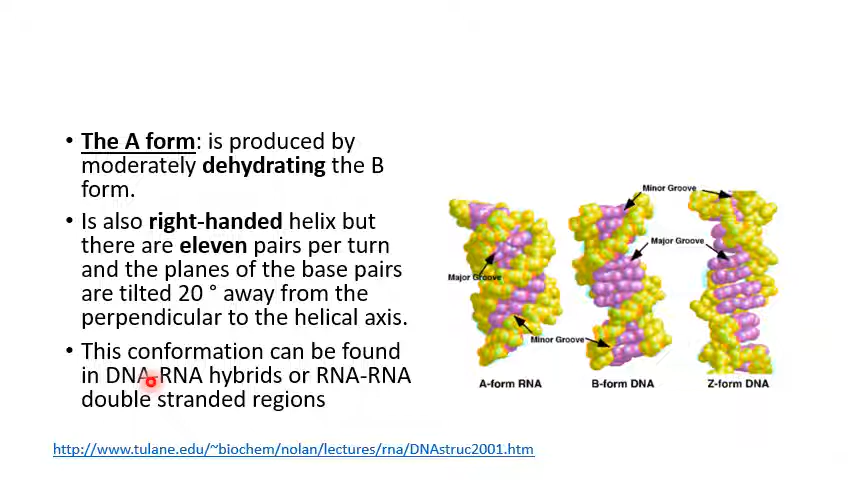 • The A form: is produced by
moderately dehydrating the B
form.
• Is also right-handed helix but
there are eleven pairs per turn
and the planes of the base pairs
are tilted 20 ° away from the
perpendicular to the helical axis.
• This conformation can be found
in DNA-RNA hybrids or RNA-RNA
double stranded regions
Minor Groove
Major Groove
Major Groove
Minor Groove
A-form RNA
B-form DNA
Z-form DNA
http://www.tulane.edu/~biochem/nolan/lectures/rna/DNAstruc2001.htm